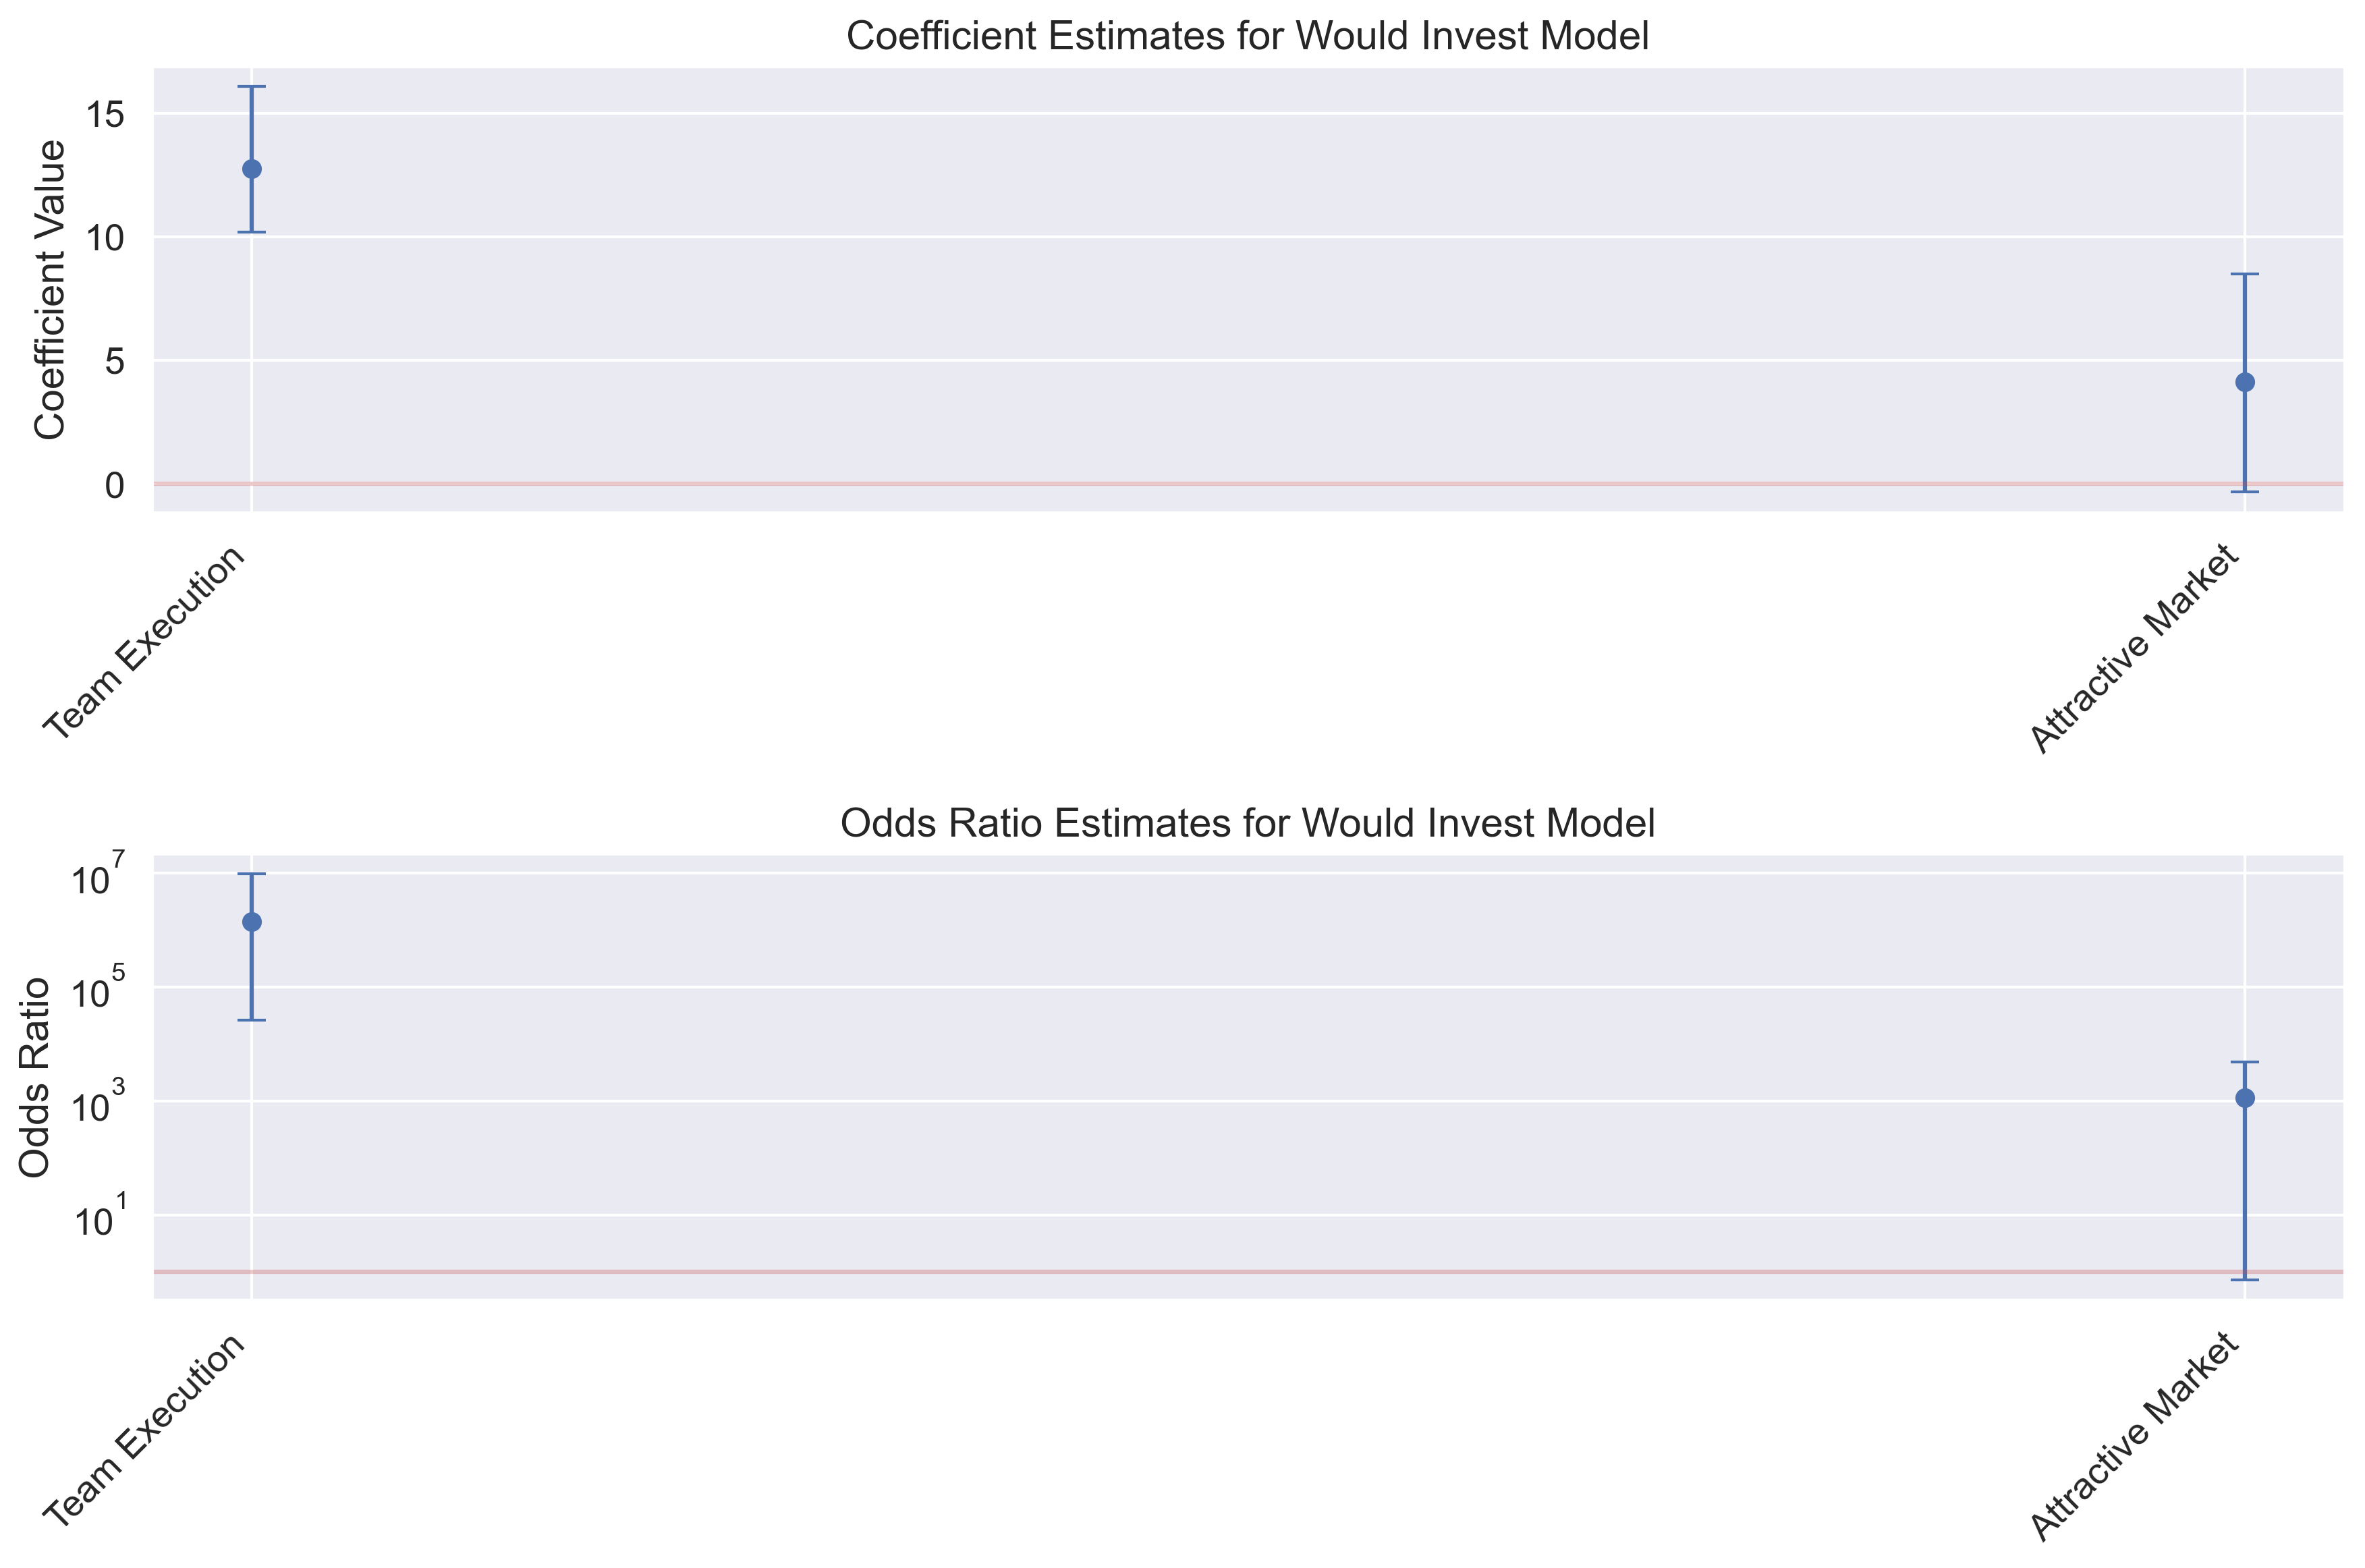 Coefficient Estimates for Would Invest Model
Coefficient Value
15
10
5
0
Team Execution
Attractive Market
Odds Ratio Estimates for Would Invest Model
Odds Ratio
10^7
10^5
10^3
10^1
Team Execution
Attractive Market